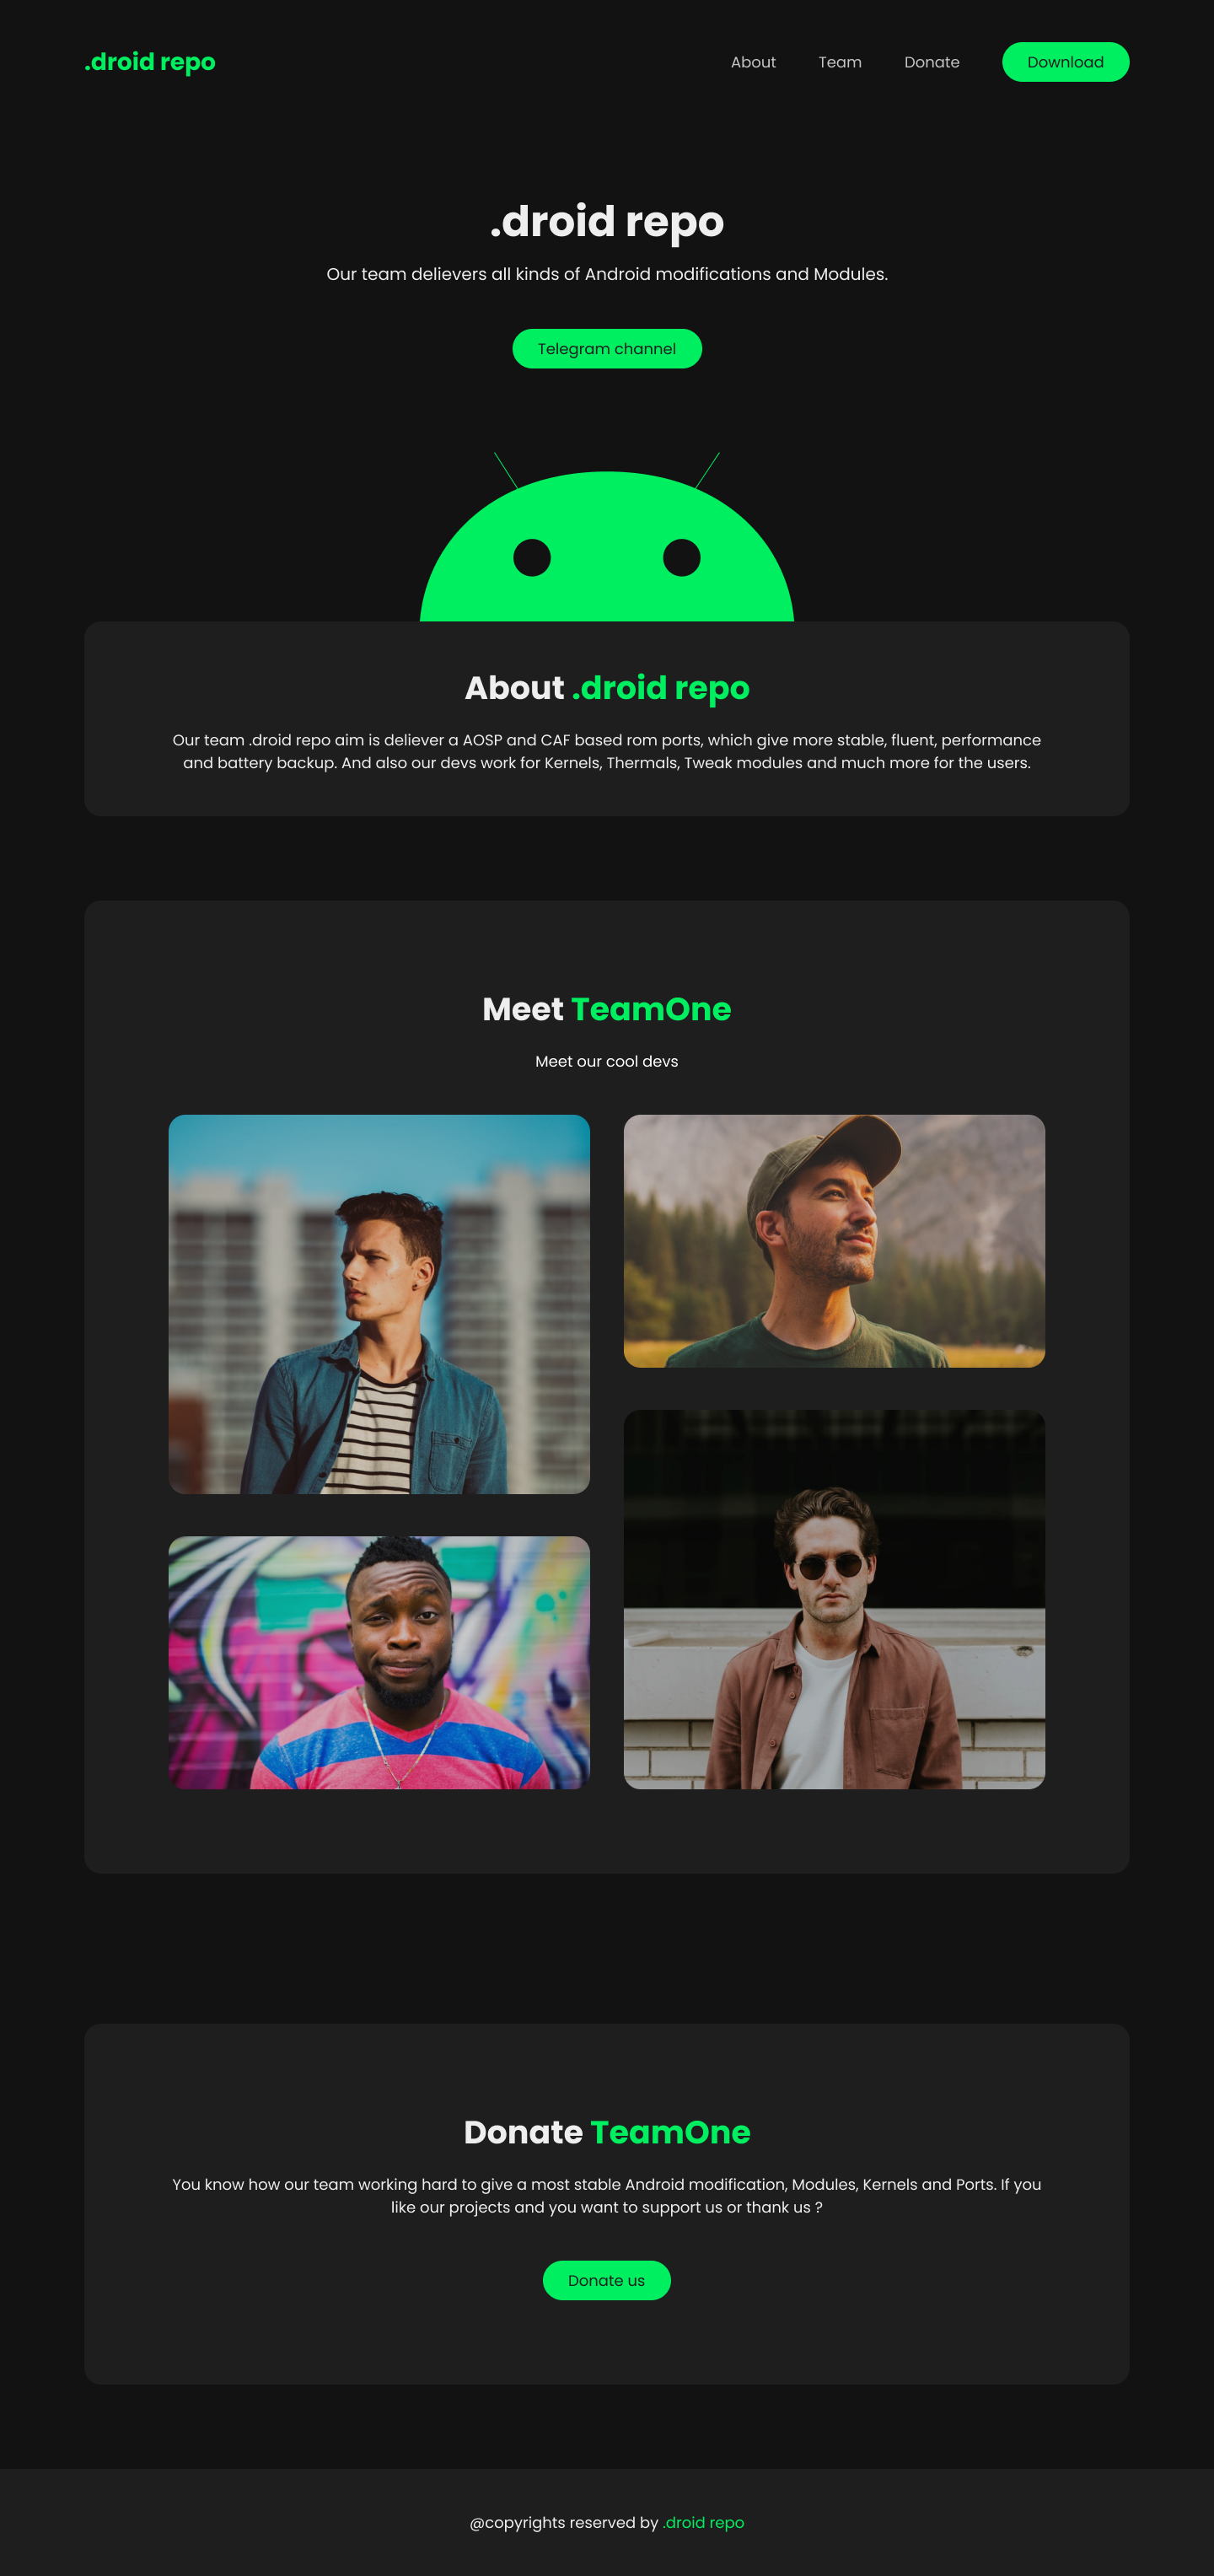 .droid repo
About Team Donate Download
.droid repo
Our team delievers all kinds of Android modifications and Modules.
Telegram channel
About .droid repo
Our team .droid repo aim is deliever a AOSP and CAF based rom ports, which give more stable, fluent, performance
and battery backup. And also our devs work for Kernels, Thermals, Tweak modules and much more for the users.
Meet TeamOne
Meet our cool devs
Donate TeamOne
You know how our team working hard to give a most stable Android modification, Modules, Kernels and Ports. If you
like our projects and you want to support us or thank us ?
Donate us
@copyrights reserved by .droid repo